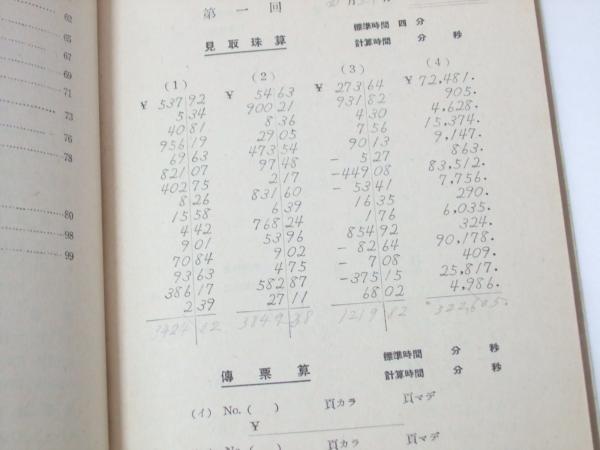 62
65
67
69
71
73
76
78
80
98
99
第一回
見取珠算
標準時間 四分
計算時間 分 秒
(1) (2) (3) (4)
¥ 537 92 ¥ 54 63 ¥ 273 64 ¥ 72,481.
5 34 900 21 931 82 905.
40 81 8 36 4 30 4,628.
956 19 29 05 7 56 15,374.
69 63 473 54 90 13 9,147.
821 07 97 48 - 5 27 863.
402 75 2 17 -449 08 83,512.
8 26 831 60 - 53 41 7,756.
15 58 6 39 16 35 290.
4 42 768 24 1 76 6,035.
9 01 53 96 854 92 324.
70 84 9 02 - 82 64 90,178.
93 63 4 75 - 7 08 409.
386 17 582 87 -375 15 25,817.
2 39 27 11 68 02 4,986.
3424 82 3849 38 1219 82 322,605.
傳票算
標準時間 分 秒
計算時間 分 秒
(イ) No. ( ) 頁カラ 頁マデ
¥
No. ( ) 頁カラ 頁マデ